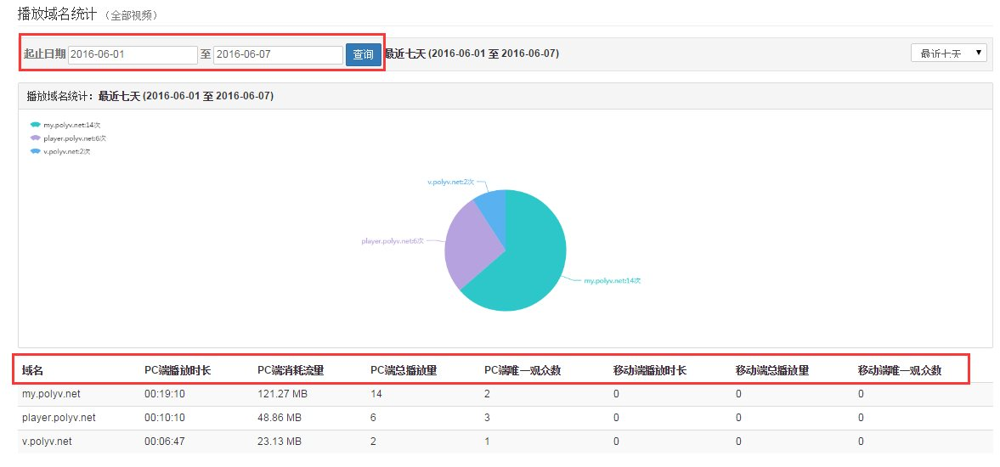 播放域名统计（全部视频）
起止日期 2016-06-01 至 2016-06-07 查询 最近七天 (2016-06-01 至 2016-06-07) 最近七天
播放域名统计：最近七天 (2016-06-01 至 2016-06-07)
my.polyv.net:14次
player.polyv.net:6次
v.polyv.net:2次
v.polyv.net:2次
player.polyv.net:6次
my.polyv.net:14次
域名 PC端播放时长 PC端消耗流量 PC端总播放量 PC端唯一观众数 移动端播放时长 移动端总播放量 移动端唯一观众数
my.polyv.net 00:19:10 121.27 MB 14 2 0 0 0
player.polyv.net 00:10:10 48.86 MB 6 3 0 0 0
v.polyv.net 00:06:47 23.13 MB 2 1 0 0 0